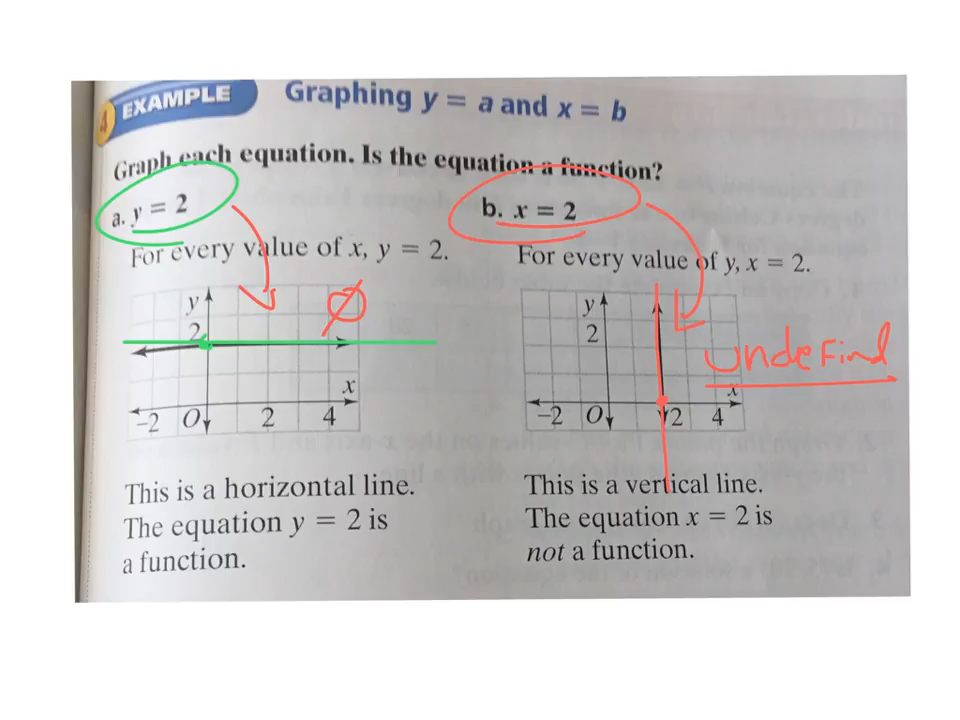 4 EXAMPLE Graphing y = a and x = b
Graph each equation. Is the equation a function?
a. y = 2
b. x = 2
For every value of x, y = 2.
For every value of y, x = 2.
y
2
x
-2 O 2 4
Ø
y
2
undefind
x
-2 O 2 4
This is a horizontal line.
The equation y = 2 is
a function.
This is a vertical line.
The equation x = 2 is
not a function.